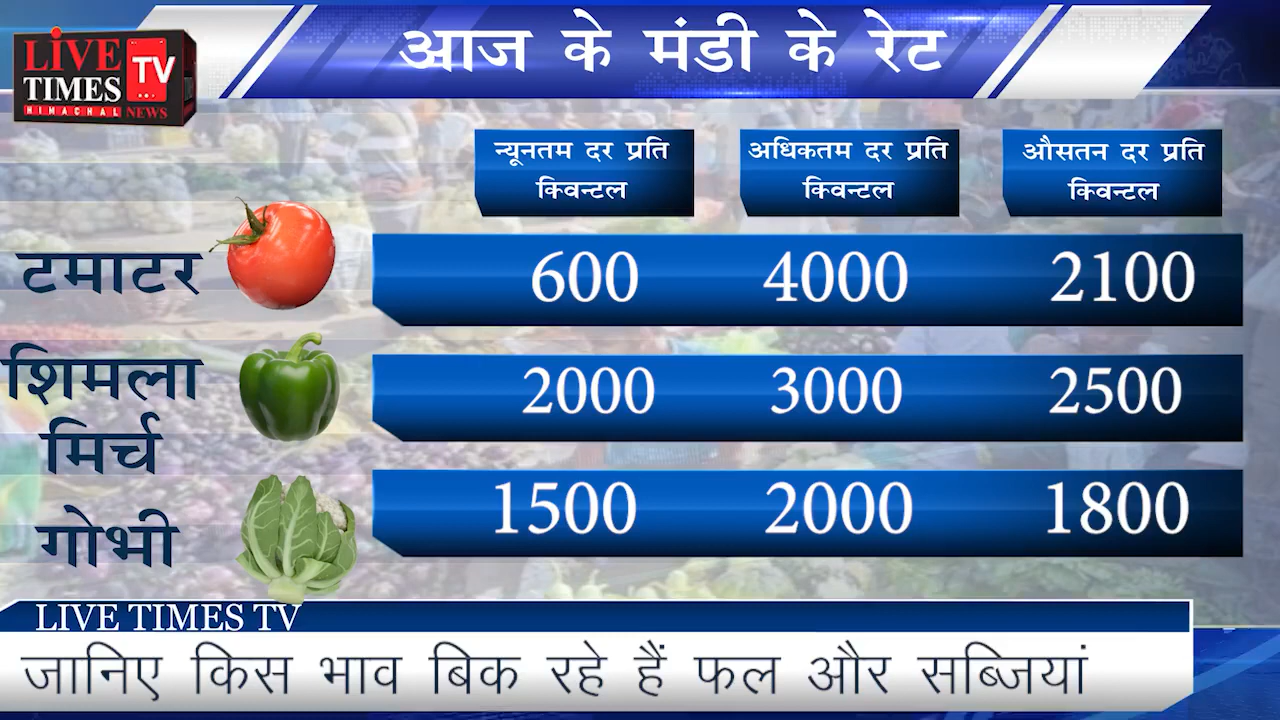 LIVE
TIMES TV
HIMACHAL NEWS
आज के मंडी के रेट
न्यूनतम दर प्रति
क्विन्टल
अधिकतम दर प्रति
क्विन्टल
औसतन दर प्रति
क्विन्टल
टमाटर 600 4000 2100
शिमला
मिर्च
2000 3000 2500
गोभी 1500 2000 1800
LIVE TIMES TV
जानिए किस भाव बिक रहे हैं फल और सब्जियां